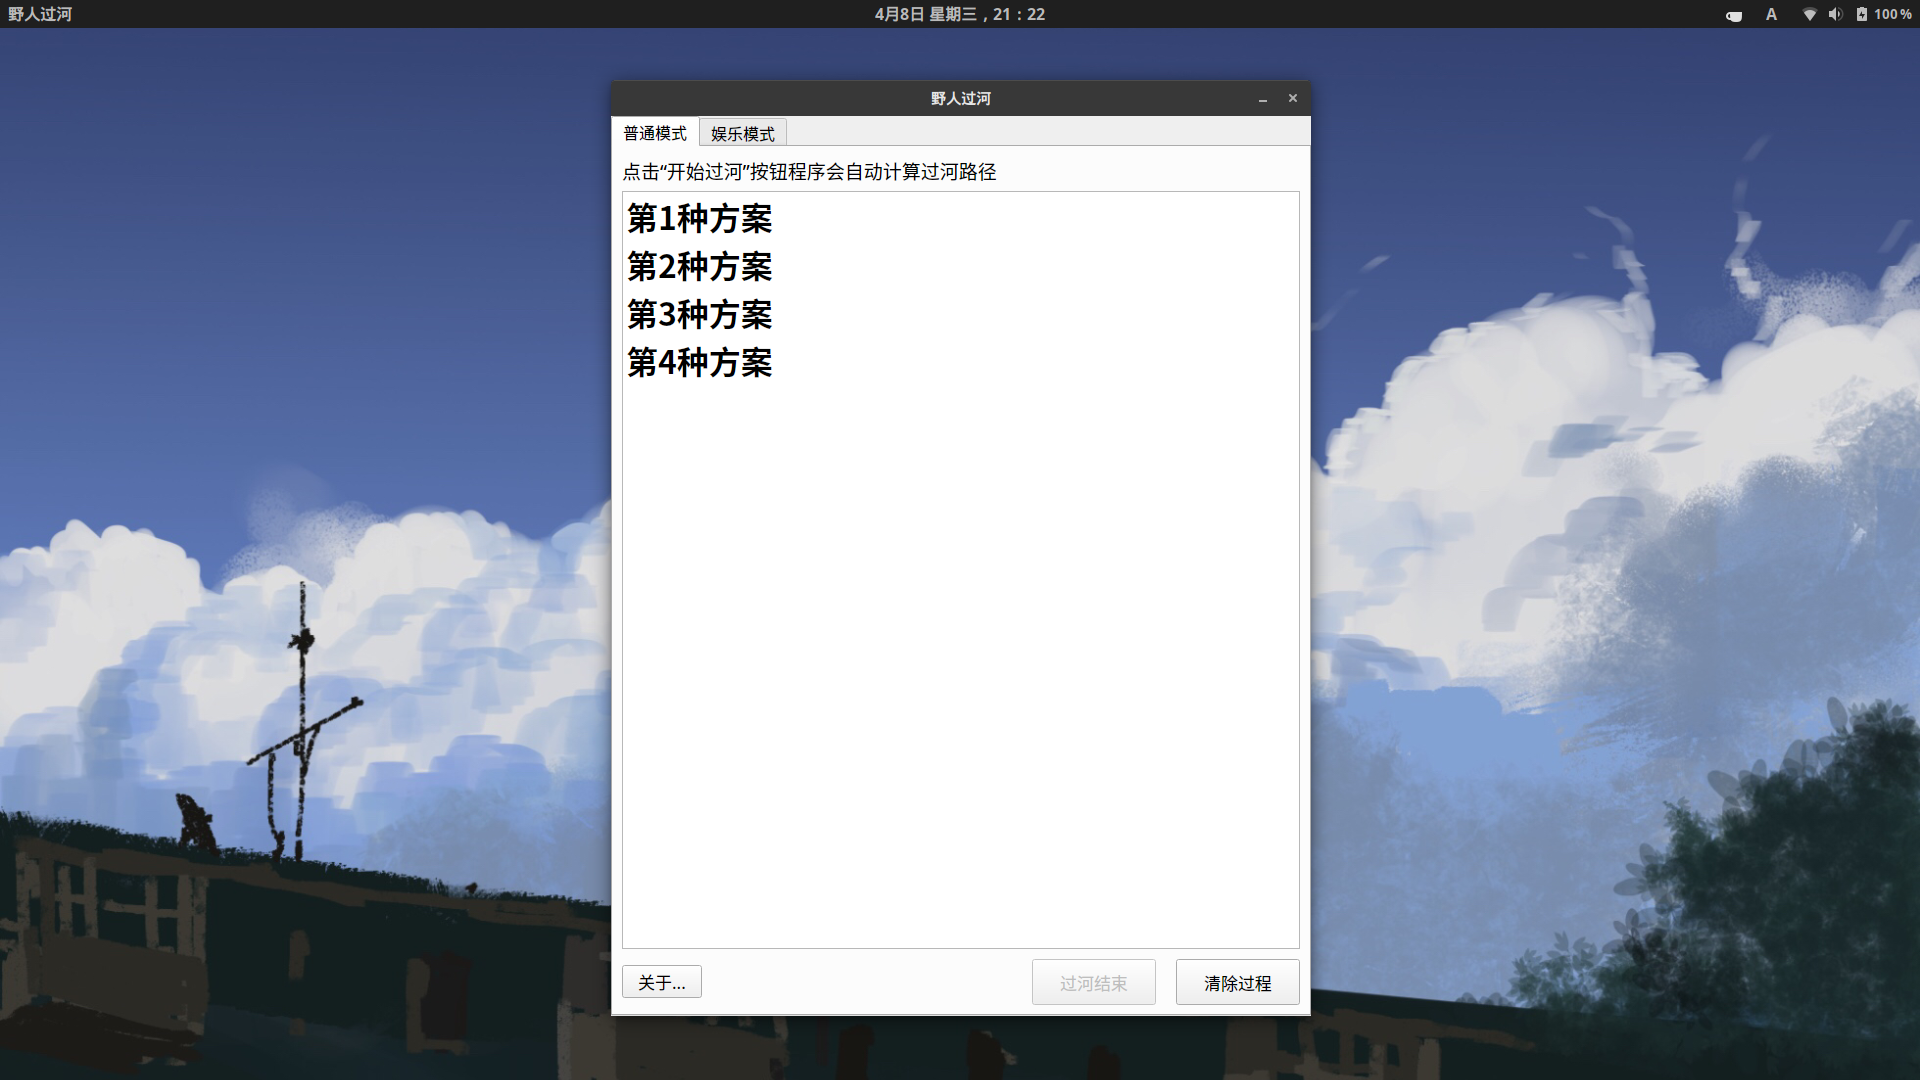 野人过河
4月8日 星期三，21：22
A
100%
野人过河
普通模式 娱乐模式
点击“开始过河”按钮程序会自动计算过河路径
第1种方案
第2种方案
第3种方案
第4种方案
关于... 过河结束 清除过程